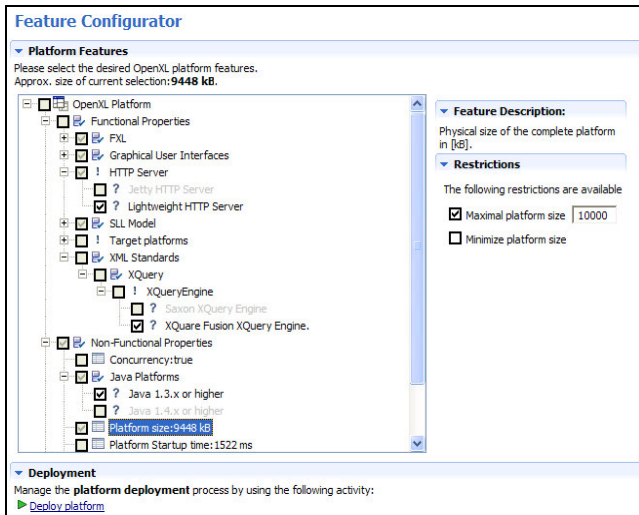 Feature Configurator
Platform Features
Please select the desired OpenXL platform features.
Approx. size of current selection:9448 kB.
OpenXL Platform
Functional Properties
FXL
Graphical User Interfaces
! HTTP Server
? Jetty HTTP Server
? Lightweight HTTP Server
SLL Model
! Target platforms
XML Standards
XQuery
! XQueryEngine
? Saxon XQuery Engine
? XQuare Fusion XQuery Engine.
Non-Functional Properties
Concurrency:true
Java Platforms
? Java 1.3.x or higher
? Java 1.4.x or higher
Platform size:9448 kB
Platform Startup time:1522 ms
Feature Description:
Physical size of the complete platform
in [kB].
Restrictions
The following restrictions are available
Maximal platform size 10000
Minimize platform size
Deployment
Manage the platform deployment process by using the following activity:
Deploy platform